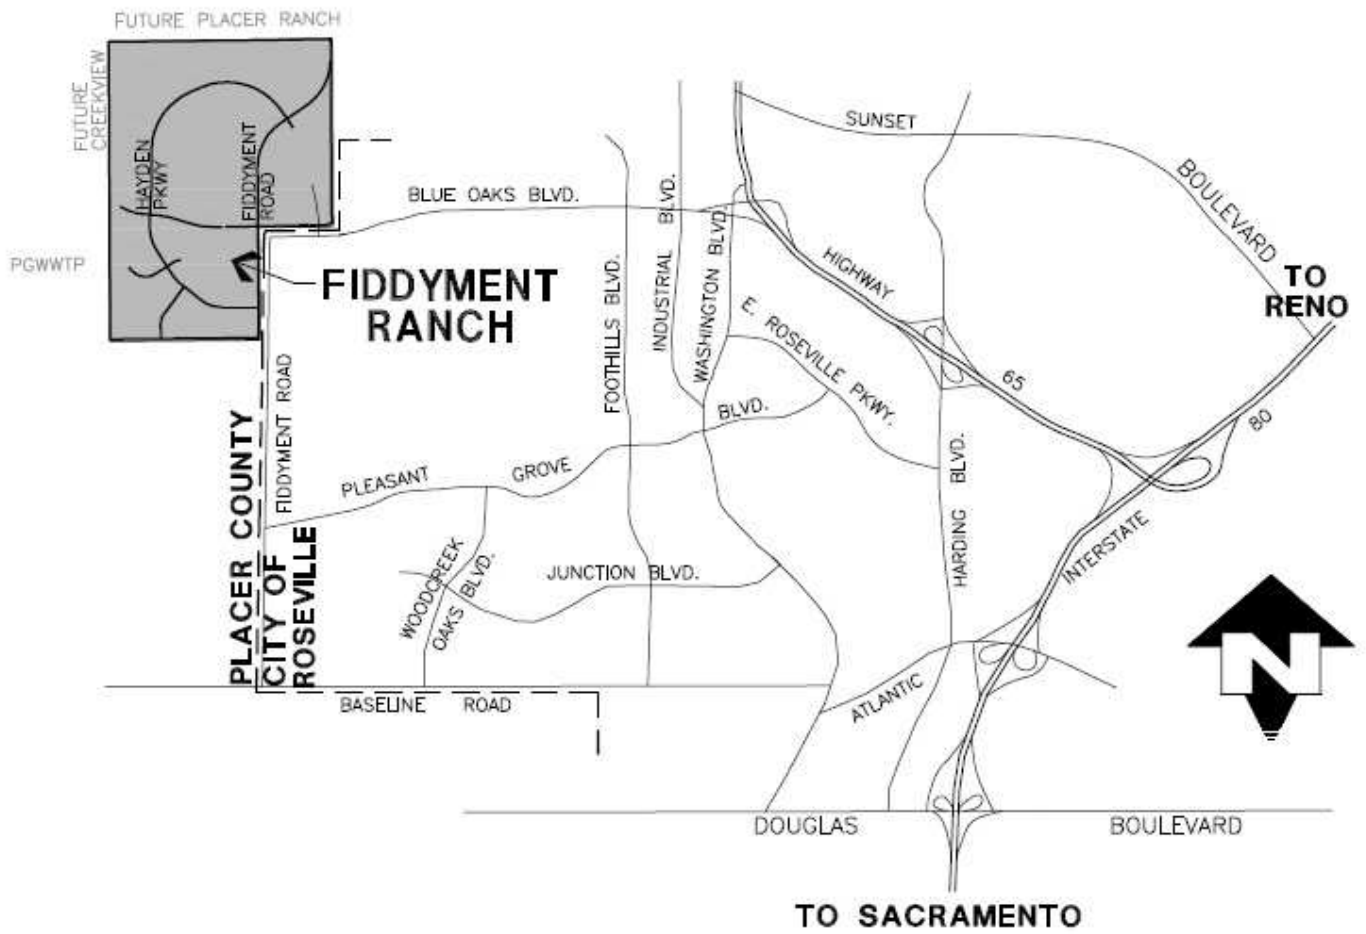 FUTURE PLACER RANCH
FUTURE
CREEKVIEW
HAYDEN
PKWY
FIDDYMENT
ROAD
PGWWTP
FIDDYMENT
RANCH
BLUE OAKS BLVD.
SUNSET
BOULEVARD
TO
RENO
HIGHWAY
65
80
INTERSTATE
FOOTHILLS BLVD.
INDUSTRIAL BLVD.
WASHINGTON BLVD.
E. ROSEVILLE PKWY.
HARDING BLVD.
PLEASANT GROVE BLVD.
FIDDYMENT ROAD
PLACER COUNTY
CITY OF
ROSEVILLE
WOODCREEK
OAKS BLVD.
JUNCTION BLVD.
ATLANTIC
N
BASELINE ROAD
DOUGLAS BOULEVARD
TO SACRAMENTO